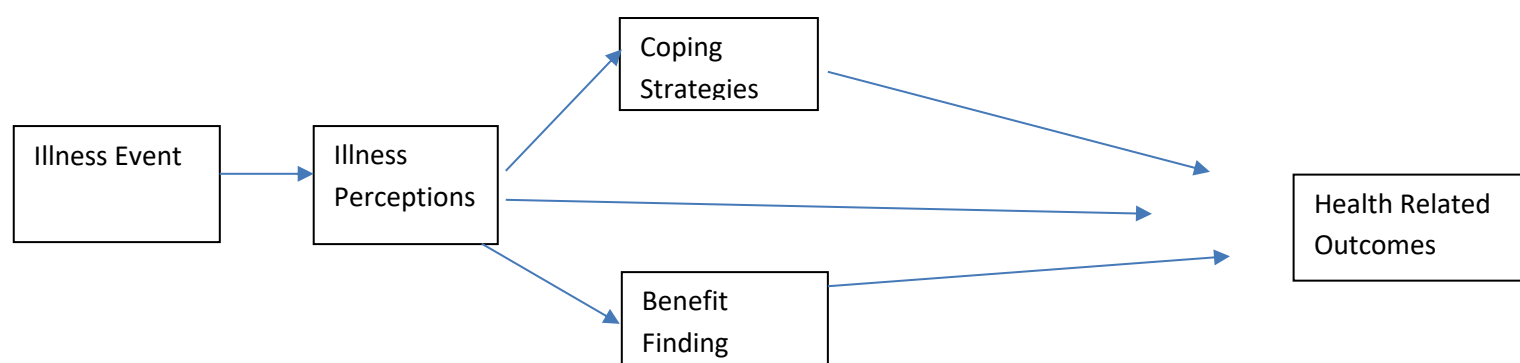 Coping
Strategies
Illness Event
Illness
Perceptions
Health Related
Outcomes
Benefit
Finding